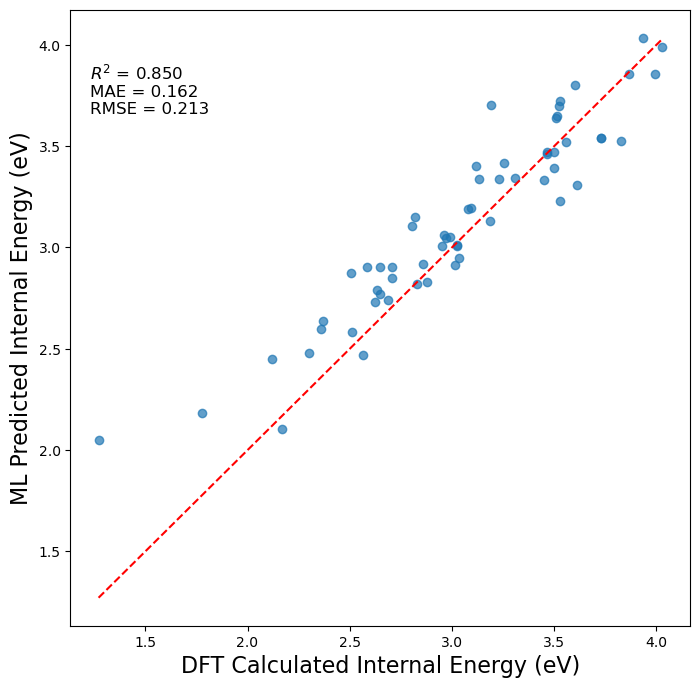 R² = 0.850
MAE = 0.162
RMSE = 0.213
ML Predicted Internal Energy (eV)
4.0
3.5
3.0
2.5
2.0
1.5
1.5 2.0 2.5 3.0 3.5 4.0
DFT Calculated Internal Energy (eV)